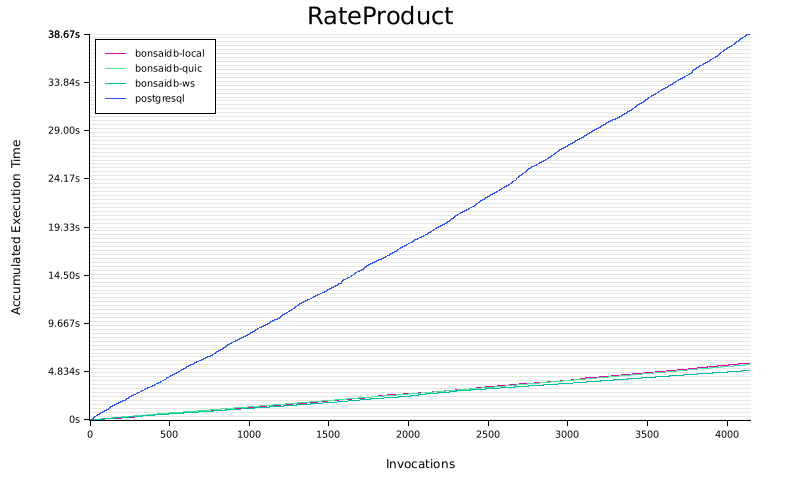 RateProduct
38.67s
33.84s
29.00s
24.17s
19.33s
14.50s
9.667s
4.834s
0s
Accumulated Execution Time
bonsaidb-local
bonsaidb-quic
bonsaidb-ws
postgresql
0 500 1000 1500 2000 2500 3000 3500 4000
Invocations